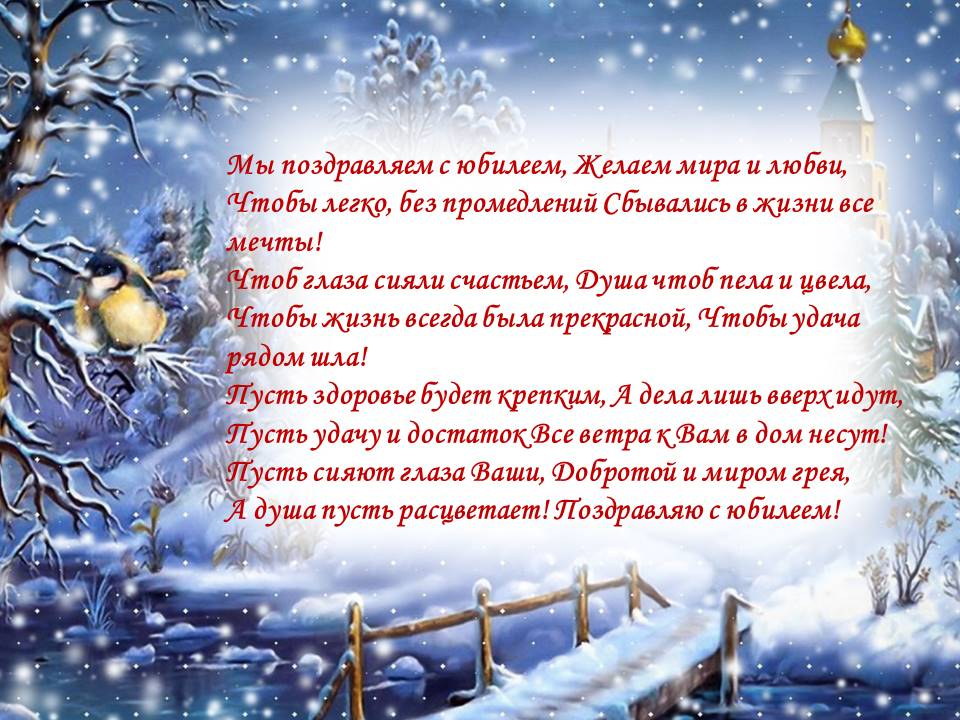 Мы поздравляем с юбилеем, Желаем мира и любви,
Чтобы легко, без промедлений Сбывались в жизни все
мечты!
Чтоб глаза сияли счастьем, Душа чтоб пела и цвела,
Чтобы жизнь всегда была прекрасной, Чтобы удача
рядом шла!
Пусть здоровье будет крепким, А дела лишь вверх идут,
Пусть удачу и достаток Все ветра к Вам в дом несут!
Пусть сияют глаза Ваши, Добротой и миром грея,
А душа пусть расцветает! Поздравляю с юбилеем!